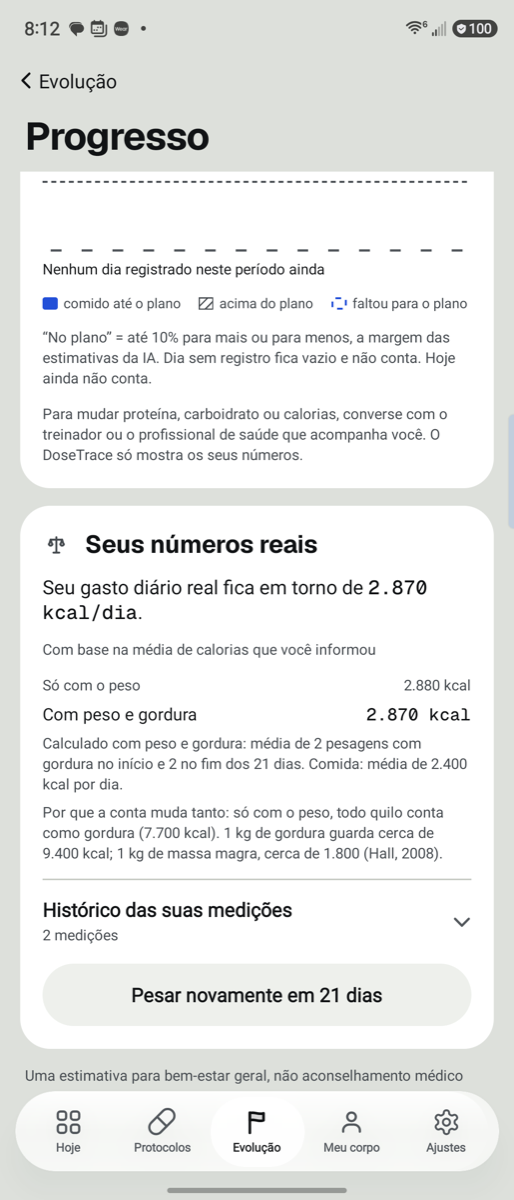 8:12
6
100
Evolução
Progresso
Nenhum dia registrado neste período ainda
comido até o plano acima do plano faltou para o plano
“No plano” = até 10% para mais ou para menos, a margem das
estimativas da IA. Dia sem registro fica vazio e não conta. Hoje
ainda não conta.
Para mudar proteína, carboidrato ou calorias, converse com o
treinador ou o profissional de saúde que acompanha você. O
DoseTrace só mostra os seus números.
Seus números reais
Seu gasto diário real fica em torno de 2.870
kcal/dia.
Com base na média de calorias que você informou
Só com o peso 2.880 kcal
Com peso e gordura 2.870 kcal
Calculado com peso e gordura: média de 2 pesagens com
gordura no início e 2 no fim dos 21 dias. Comida: média de 2.400
kcal por dia.
Por que a conta muda tanto: só com o peso, todo quilo conta
como gordura (7.700 kcal). 1 kg de gordura guarda cerca de
9.400 kcal; 1 kg de massa magra, cerca de 1.800 (Hall, 2008).
Histórico das suas medições
2 medições
Pesar novamente em 21 dias
Uma estimativa para bem-estar geral, não aconselhamento médico
Hoje Protocolos Evolução Meu corpo Ajustes